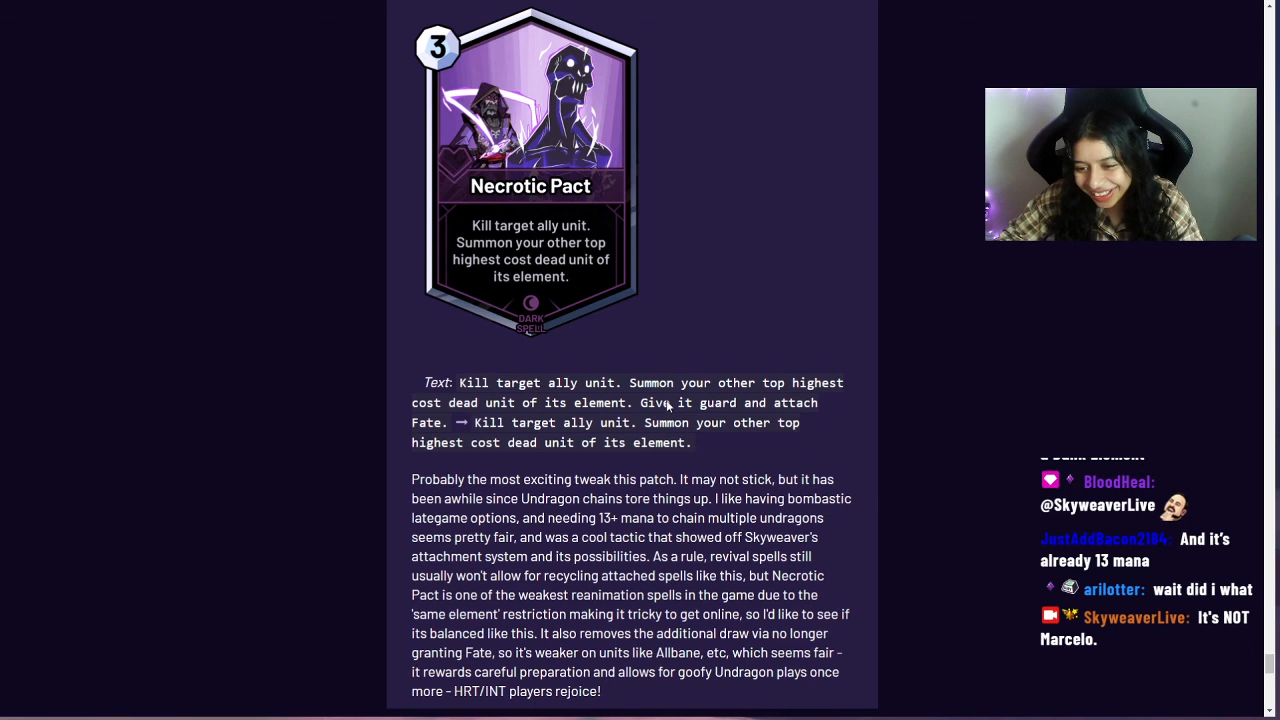 3
Necrotic Pact
Kill target ally unit.
Summon your other top
highest cost dead unit of
its element.
DARK
SPELL
Text: Kill target ally unit. Summon your other top highest
cost dead unit of its element. Give it guard and attach
Fate. → Kill target ally unit. Summon your other top
highest cost dead unit of its element.
Probably the most exciting tweak this patch. It may not stick, but it has
been awhile since Undragon chains tore things up. I like having bombastic
lategame options, and needing 13+ mana to chain multiple undragons
seems pretty fair, and was a cool tactic that showed off Skyweaver's
attachment system and its possibilities. As a rule, revival spells still
usually won't allow for recycling attached spells like this, but Necrotic
Pact is one of the weakest reanimation spells in the game due to the
'same element' restriction making it tricky to get online, so I'd like to see if
its balanced like this. It also removes the additional draw via no longer
granting Fate, so it's weaker on units like Allbane, etc, which seems fair -
it rewards careful preparation and allows for goofy Undragon plays once
more - HRT/INT players rejoice!
BloodHeal:
@SkyweaverLive
JustAddBacon2184: And it's
already 13 mana
arilotter: wait did i what
SkyweaverLive: It's NOT
Marcelo.